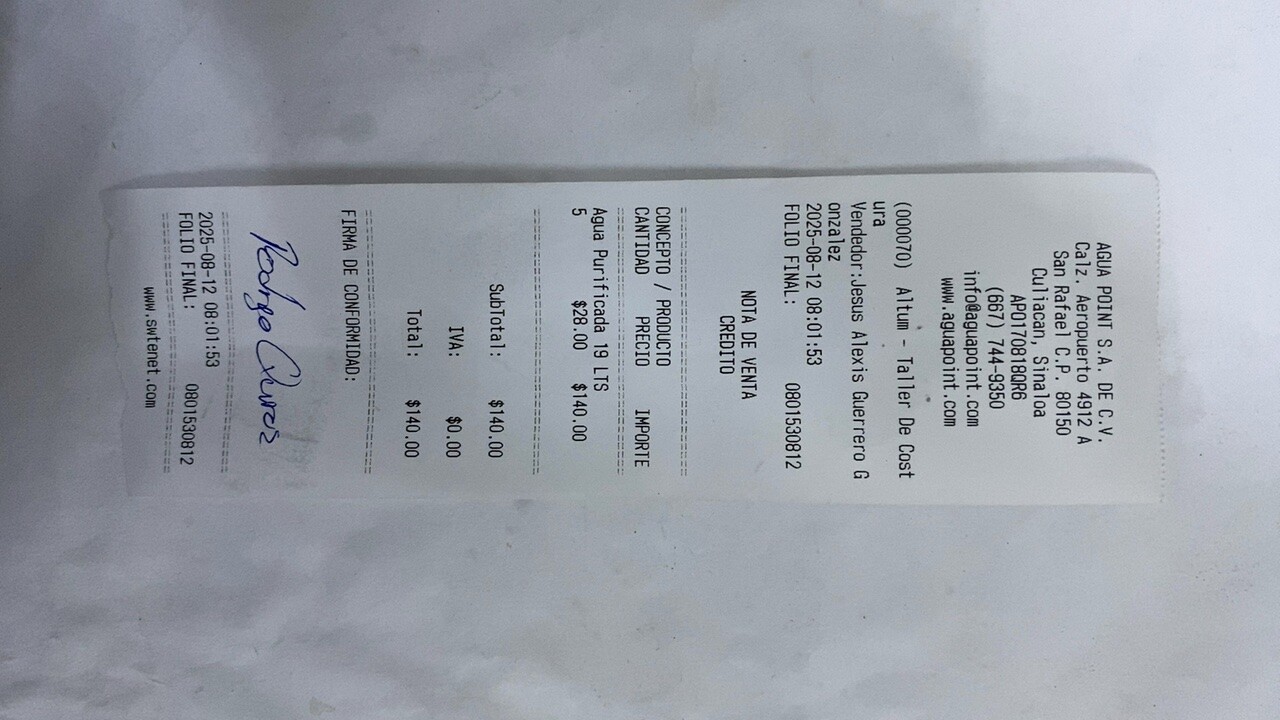 AGUA POINT S.A. DE C.V.
Calz. Aeropuerto 4912 A
San Rafael C.P. 80150
Culiacan, Sinaloa
APO170818QR6
(667) 744-9350
info@aguapoint.com
www.aguapoint.com
(000070) Altum - Taller De Cost
ura
Vendedor:Jesus Alexis Guerrero G
onzalez
2025-08-12 08:01:53
FOLIO FINAL: 0801530812
NOTA DE VENTA
CREDITO
CONCEPTO / PRODUCTO
CANTIDAD PRECIO IMPORTE
Agua Purificada 19 LTS
5 $28.00 $140.00
SubTotal: $140.00
IVA: $0.00
Total: $140.00
FIRMA DE CONFORMIDAD:
Rodrigo
2025-08-12 08:01:53
FOLIO FINAL: 0801530812
www.swtenet.com